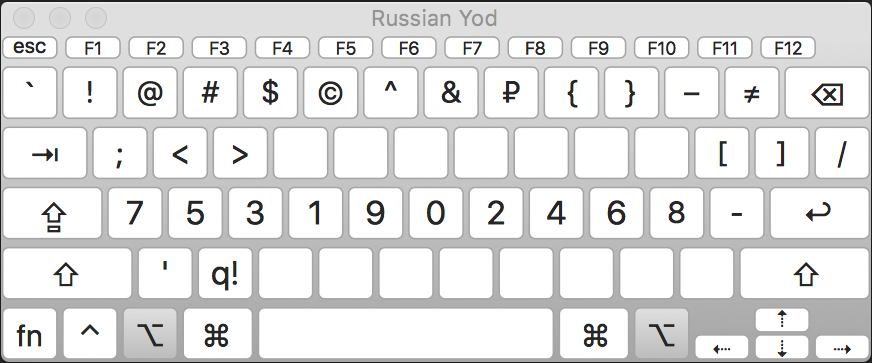 Russian Yod
esc F1 F2 F3 F4 F5 F6 F7 F8 F9 F10 F11 F12
` ! @ # $ © ^ & ₽ { } – ≠ ⌫
⇥ ; < > [ ] /
⇪ 7 5 3 1 9 0 2 4 6 8 - ↩
⇧ ' q! ⇧
fn ^ ⌥ ⌘ ⌘ ⌥ ⇠ ⇡ ⇣ ⇢